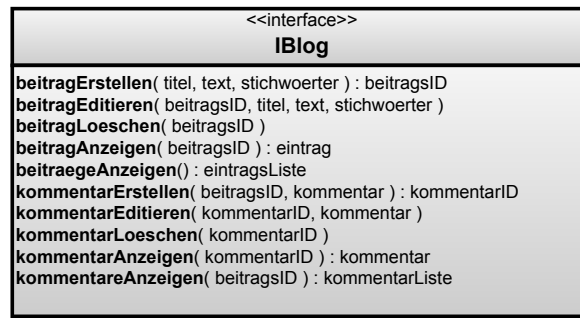 <<interface>>
IBlog
beitragErstellen( titel, text, stichwoerter ) : beitragsID
beitragEditieren( beitragsID, titel, text, stichwoerter )
beitragLoeschen( beitragsID )
beitragAnzeigen( beitragsID ) : eintrag
beitraegeAnzeigen() : eintragsListe
kommentarErstellen( beitragsID, kommentar ) : kommentarID
kommentarEditieren( kommentarID, kommentar )
kommentarLoeschen( kommentarID )
kommentarAnzeigen( kommentarID ) : kommentar
kommentareAnzeigen( beitragsID ) : kommentarListe